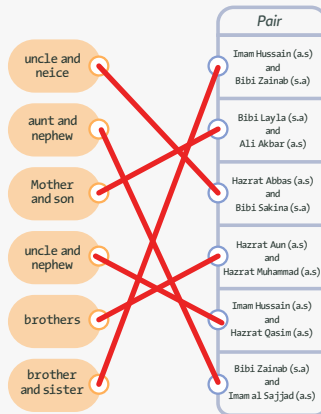 Pair
uncle and
neice
aunt and
nephew
Mother
and son
uncle and
nephew
brothers
brother
and sister
Imam Hussain (a.s)
and
Bibi Zainab (s.a)
Bibi Layla (s.a)
and
Ali Akbar (a.s)
Hazrat Abbas (a.s)
and
Bibi Sakina (s.a)
Hazrat Aun (a.s)
and
Hazrat Muhammad (a.s)
Imam Hussain (a.s)
and
Hazrat Qasim (a.s)
Bibi Zainab (s.a)
and
Imam al Sajjad (a.s)